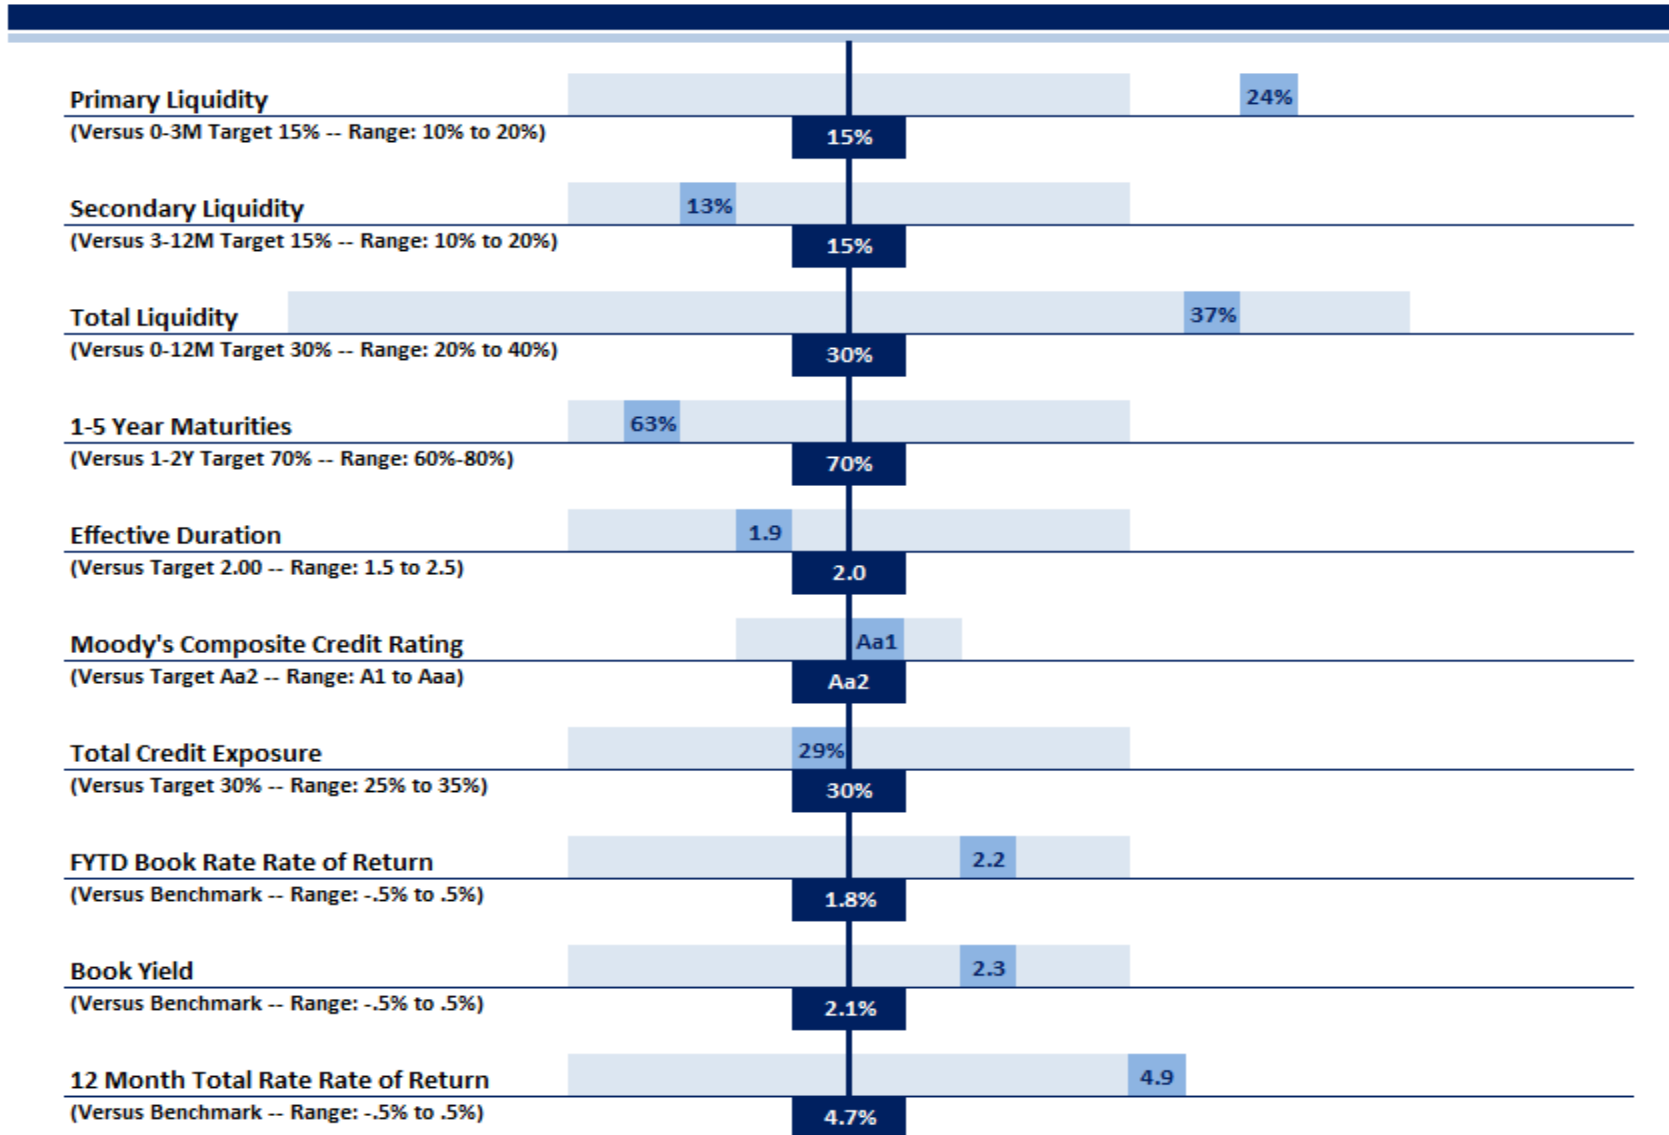 Primary Liquidity 24%
(Versus 0-3M Target 15% -- Range: 10% to 20%) 15%
Secondary Liquidity 13%
(Versus 3-12M Target 15% -- Range: 10% to 20%) 15%
Total Liquidity 37%
(Versus 0-12M Target 30% -- Range: 20% to 40%) 30%
1-5 Year Maturities 63%
(Versus 1-2Y Target 70% -- Range: 60%-80%) 70%
Effective Duration 1.9
(Versus Target 2.00 -- Range: 1.5 to 2.5) 2.0
Moody's Composite Credit Rating Aa1
(Versus Target Aa2 -- Range: A1 to Aaa) Aa2
Total Credit Exposure 29%
(Versus Target 30% -- Range: 25% to 35%) 30%
FYTD Book Rate Rate of Return 2.2
(Versus Benchmark -- Range: -.5% to .5%) 1.8%
Book Yield 2.3
(Versus Benchmark -- Range: -.5% to .5%) 2.1%
12 Month Total Rate Rate of Return 4.9
(Versus Benchmark -- Range: -.5% to .5%) 4.7%